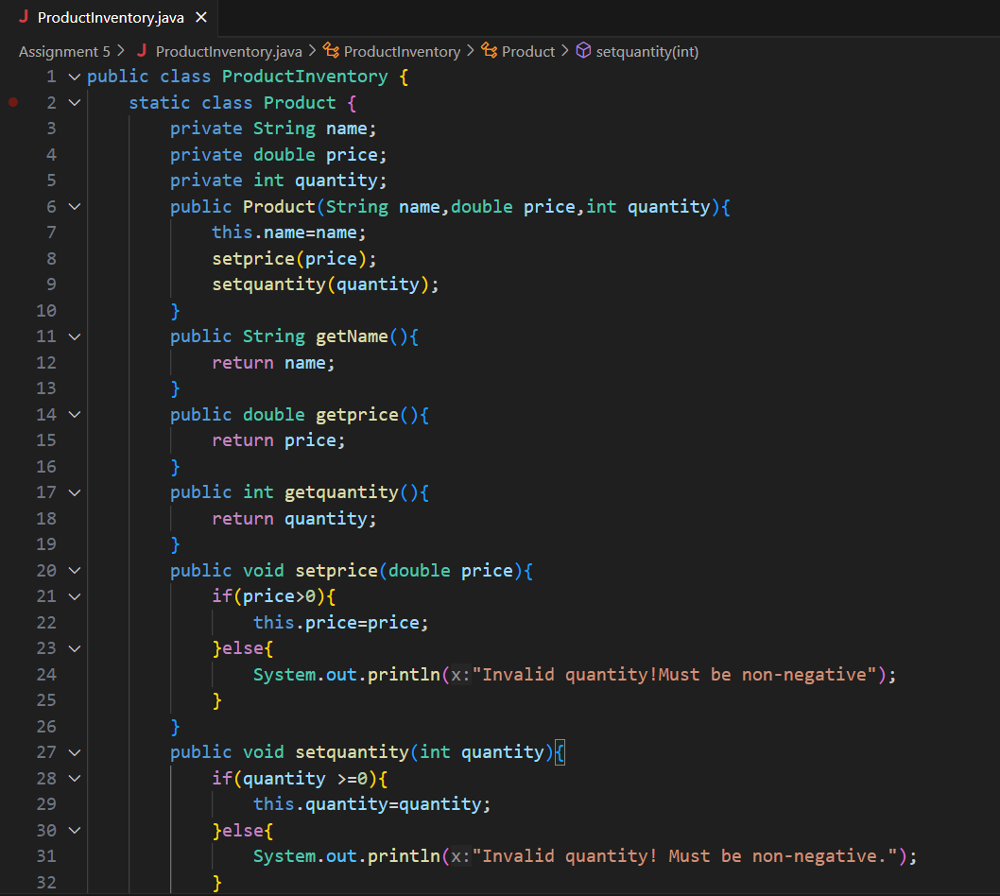 J ProductInventory.java ×
Assignment 5 > J ProductInventory.java > ProductInventory > Product > setquantity(int)
1 public class ProductInventory {
2     static class Product {
3         private String name;
4         private double price;
5         private int quantity;
6         public Product(String name,double price,int quantity){
7             this.name=name;
8             setprice(price);
9             setquantity(quantity);
10         }
11         public String getName(){
12             return name;
13         }
14         public double getprice(){
15             return price;
16         }
17         public int getquantity(){
18             return quantity;
19         }
20         public void setprice(double price){
21             if(price>0){
22                 this.price=price;
23             }else{
24                 System.out.println(x:"Invalid quantity!Must be non-negative");
25             }
26         }
27         public void setquantity(int quantity){
28             if(quantity >=0){
29                 this.quantity=quantity;
30             }else{
31                 System.out.println(x:"Invalid quantity! Must be non-negative.");
32             }